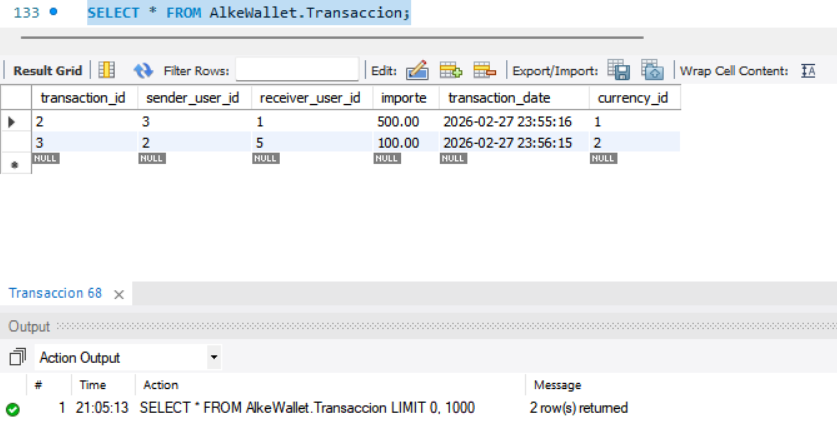 133 SELECT * FROM AlkeWallet.Transaccion;
Result Grid Filter Rows: Edit: Export/Import: Wrap Cell Content: IA
transaction_id sender_user_id receiver_user_id importe transaction_date currency_id
2 3 1 500.00 2026-02-27 23:55:16 1
3 2 5 100.00 2026-02-27 23:56:15 2
NULL NULL NULL NULL NULL NULL
Transaccion 68
Output
Action Output
# Time Action Message
1 21:05:13 SELECT * FROM AlkeWallet.Transaccion LIMIT 0, 1000 2 row(s) returned